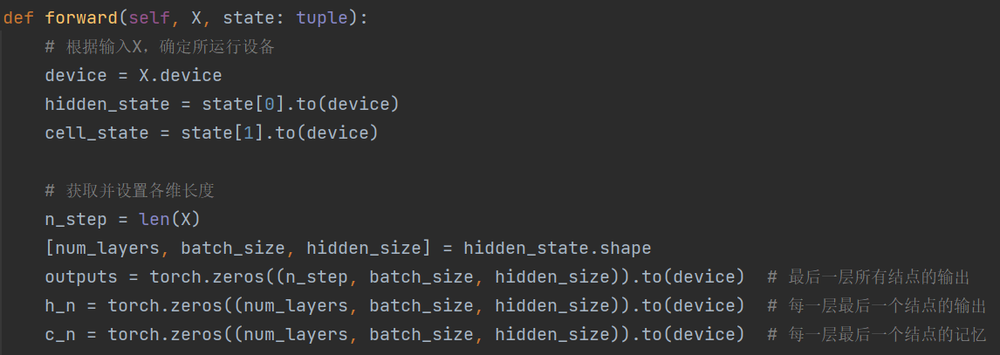 def forward(self, X, state: tuple):
    # 根据输入X，确定所运行设备
    device = X.device
    hidden_state = state[0].to(device)
    cell_state = state[1].to(device)

    # 获取并设置各维长度
    n_step = len(X)
    [num_layers, batch_size, hidden_size] = hidden_state.shape
    outputs = torch.zeros((n_step, batch_size, hidden_size)).to(device)  # 最后一层所有结点的输出
    h_n = torch.zeros((num_layers, batch_size, hidden_size)).to(device)  # 每一层最后一个结点的输出
    c_n = torch.zeros((num_layers, batch_size, hidden_size)).to(device)  # 每一层最后一个结点的记忆